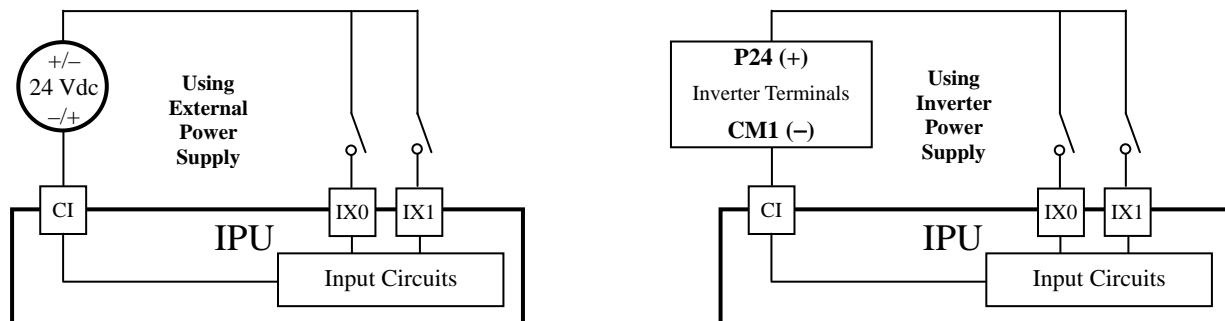 +/−
24 Vdc
−/+
Using
External
Power
Supply
CI
IX0
IX1
IPU
Input Circuits
P24 (+)
Inverter Terminals
CM1 (−)
Using
Inverter
Power
Supply
CI
IX0
IX1
IPU
Input Circuits